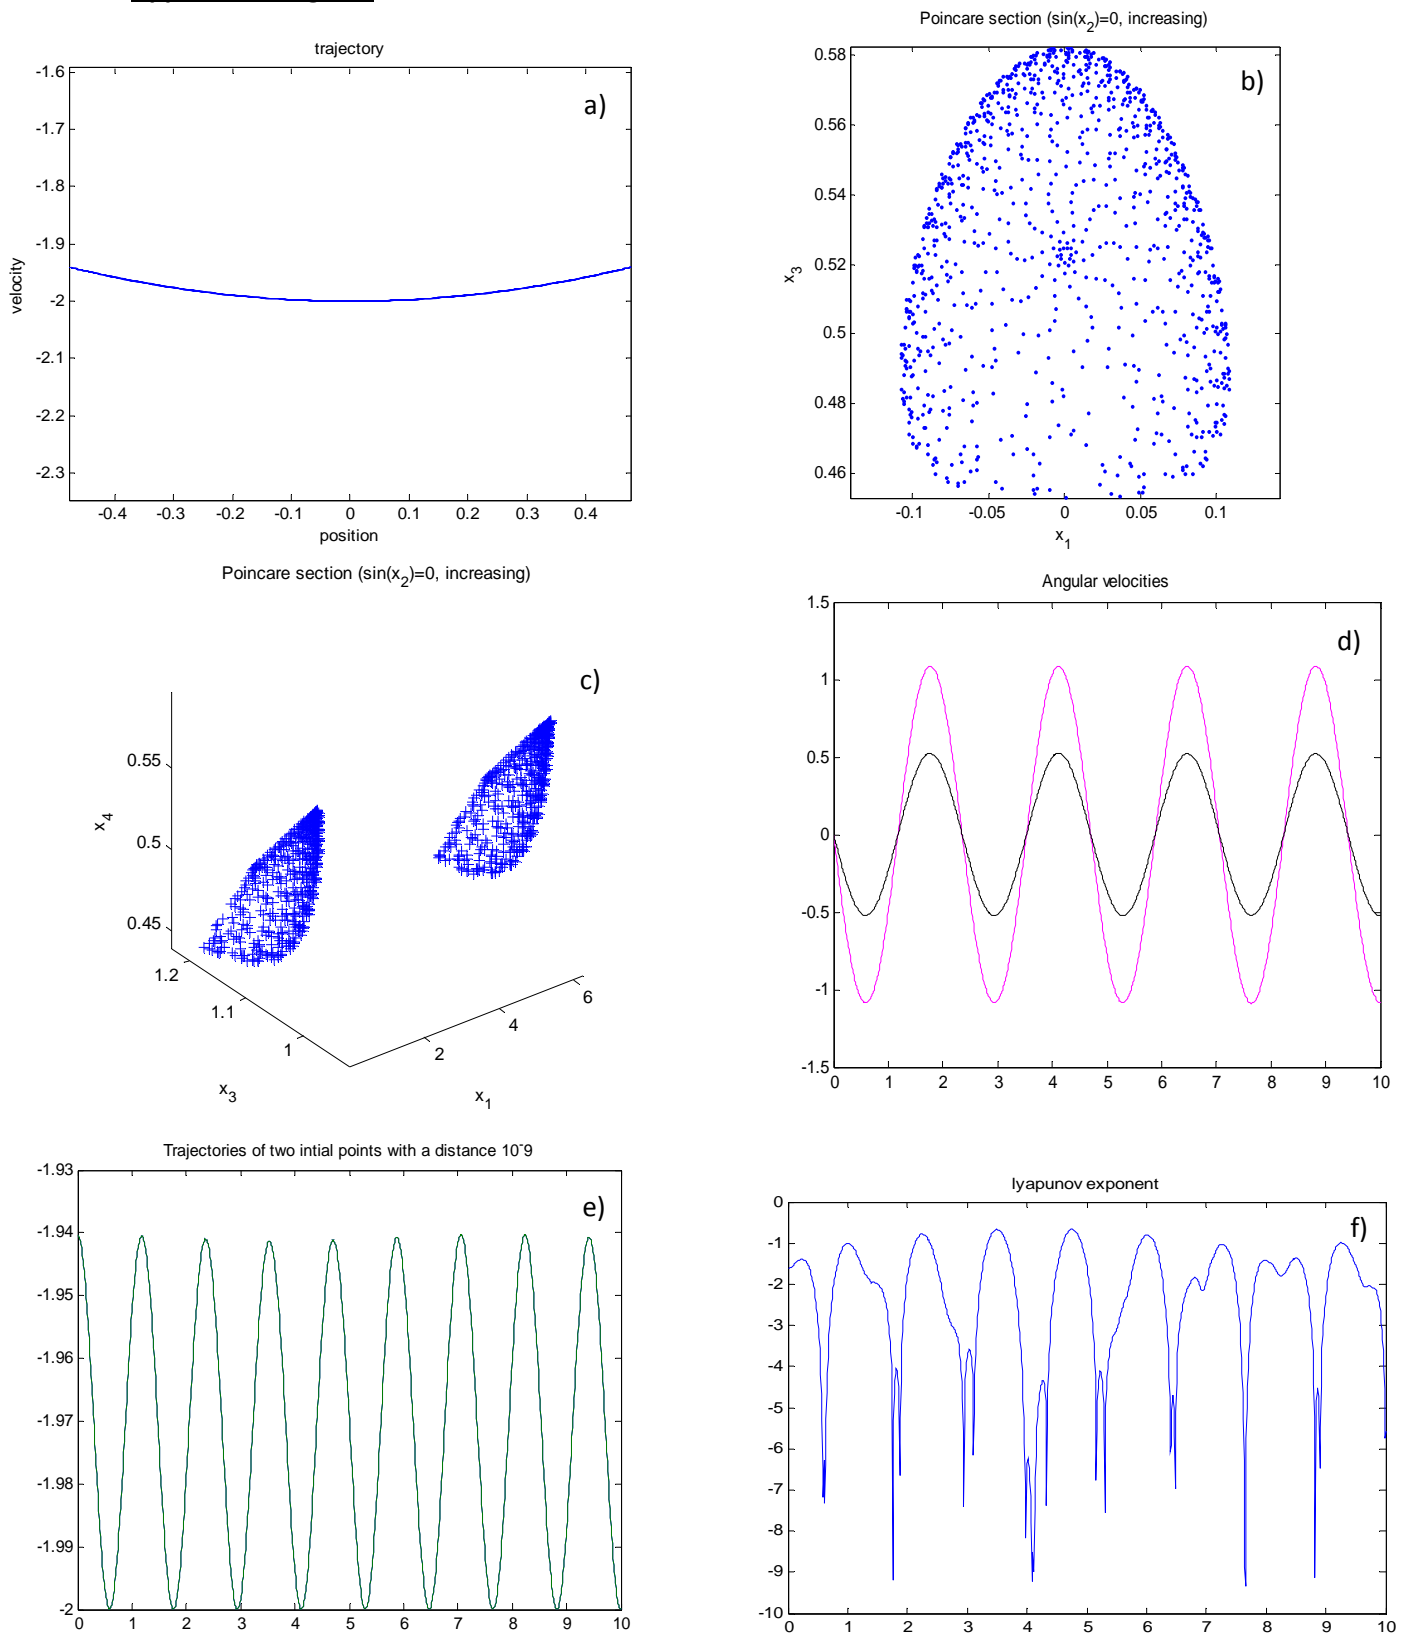 trajectory
a)
-1.6
-1.7
-1.8
-1.9
-2
-2.1
-2.2
-2.3
velocity
-0.4 -0.3 -0.2 -0.1 0 0.1 0.2 0.3 0.4
position
Poincare section (sin(x2)=0, increasing)
b)
0.58
0.56
0.54
0.52
0.5
0.48
0.46
x3
-0.1 -0.05 0 0.05 0.1
x1
Poincare section (sin(x2)=0, increasing)
c)
0.55
0.5
0.45
x4
1.2
1.1
1
x3
2
4
6
x1
Angular velocities
d)
1.5
1
0.5
0
-0.5
-1
-1.5
0 1 2 3 4 5 6 7 8 9 10
Trajectories of two intial points with a distance 10-9
e)
-1.93
-1.94
-1.95
-1.96
-1.97
-1.98
-1.99
-2
0 1 2 3 4 5 6 7 8 9 10
lyapunov exponent
f)
0
-1
-2
-3
-4
-5
-6
-7
-8
-9
-10
0 1 2 3 4 5 6 7 8 9 10